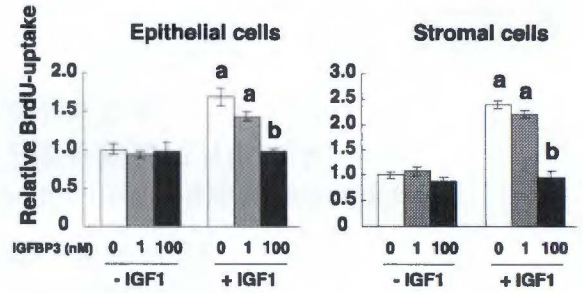 Epithelial cells
Stromal cells
Relative BrdU-uptake
2.0
1.5
1.0
0.5
0
a
a
b
3.0
2.5
2.0
1.5
1.0
0.5
0
a
a
b
IGFBP3 (nM) 0 1 100 0 1 100 0 1 100 0 1 100
- IGF1 + IGF1 - IGF1 + IGF1